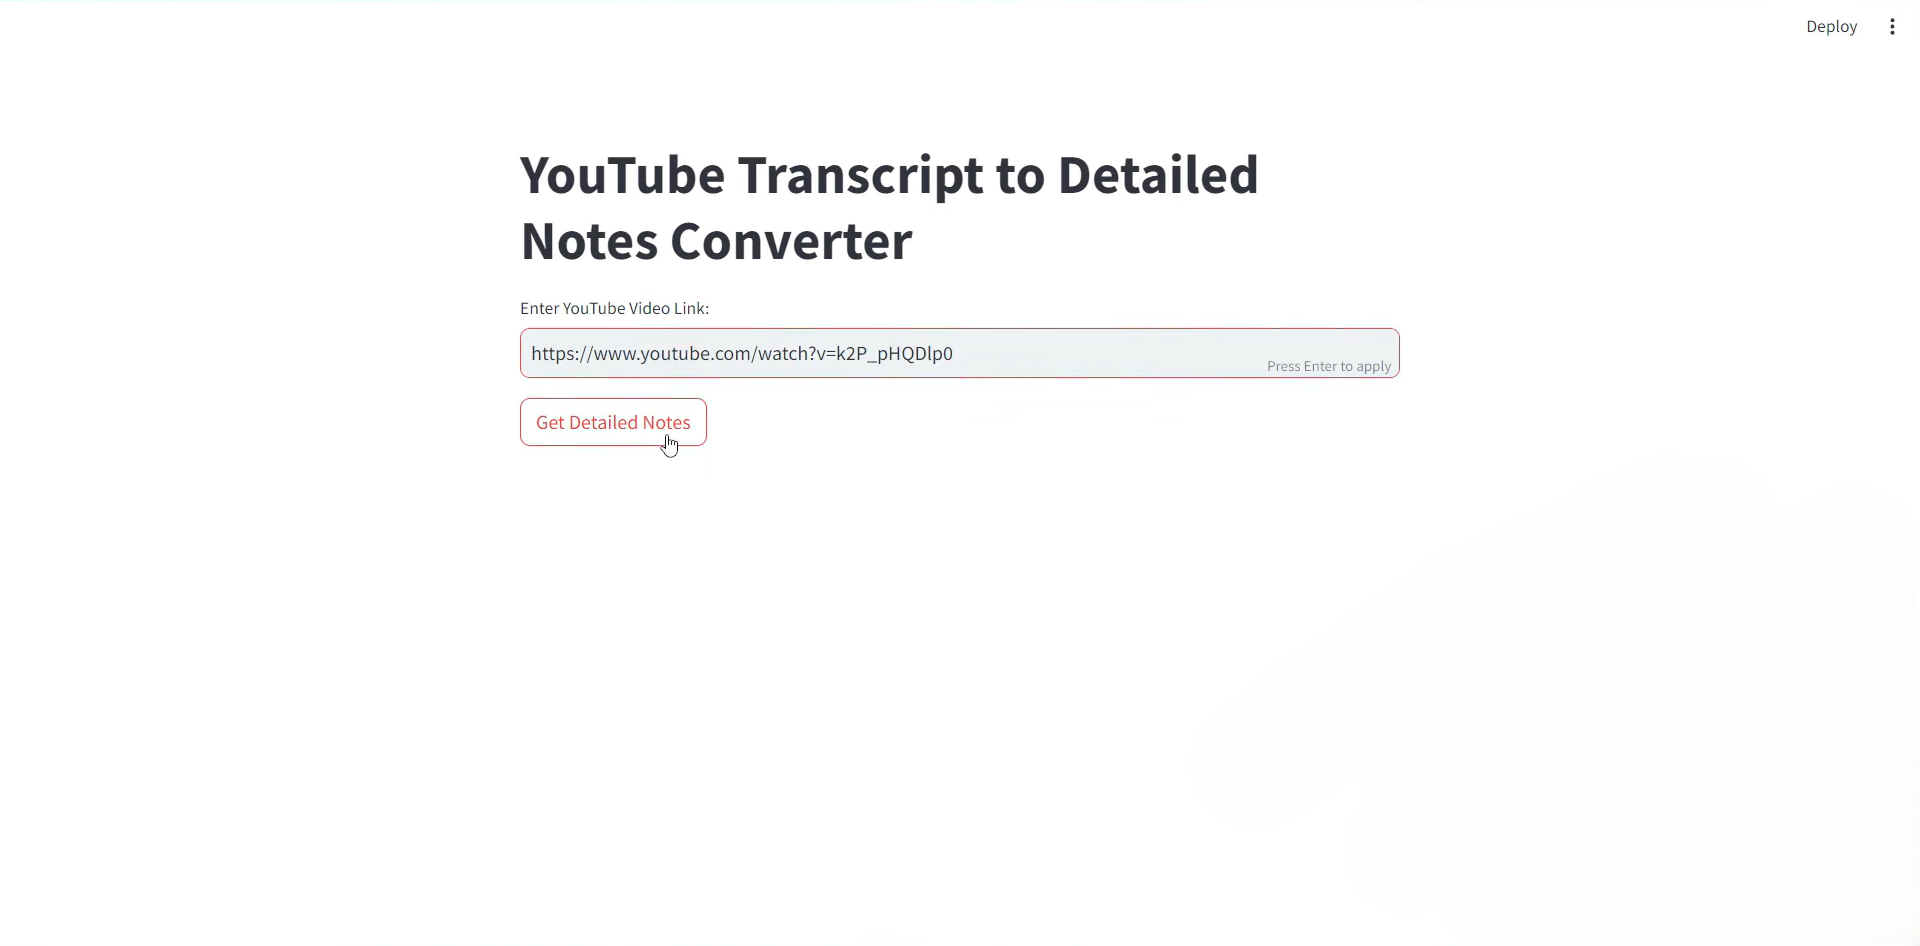 Deploy
YouTube Transcript to Detailed
Notes Converter
Enter YouTube Video Link:
https://www.youtube.com/watch?v=k2P_pHQDlp0
Press Enter to apply
Get Detailed Notes